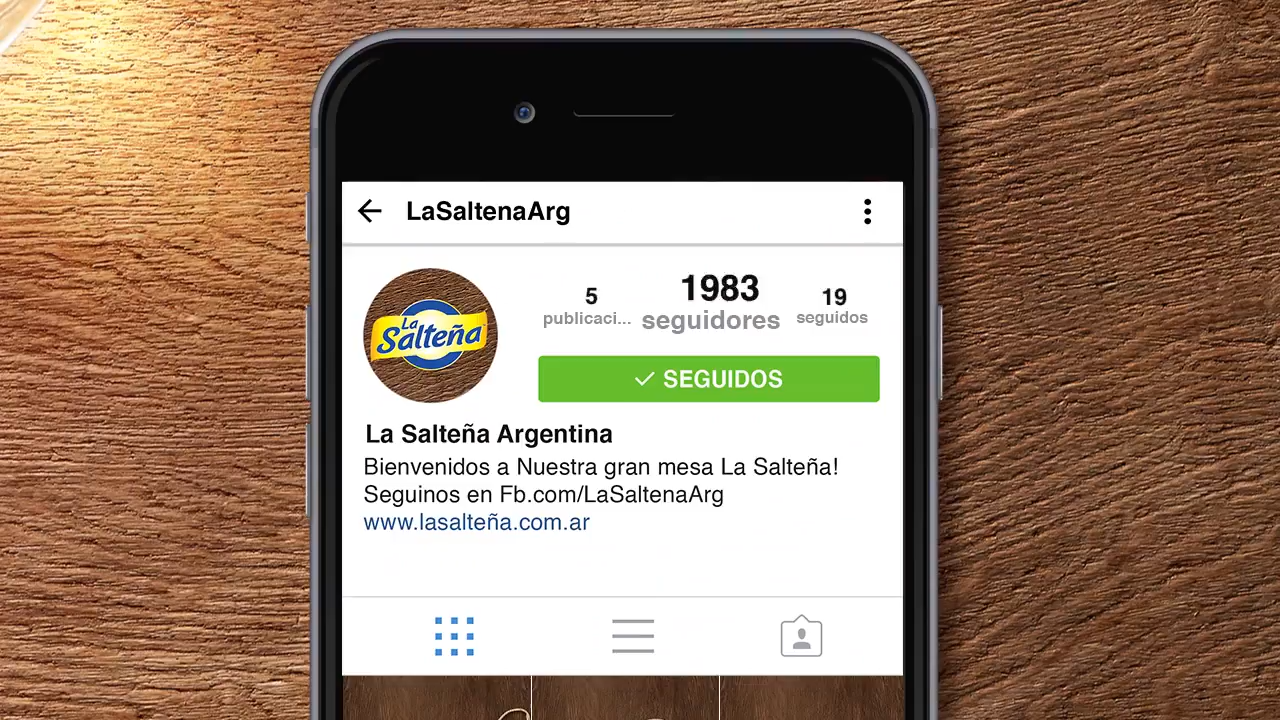 LaSaltenaArg
La
Salteña
5 1983 19
publicaci... seguidores seguidos
SEGUIDOS
La Salteña Argentina
Bienvenidos a Nuestra gran mesa La Salteña!
Seguinos en Fb.com/LaSaltenaArg
www.lasalteña.com.ar